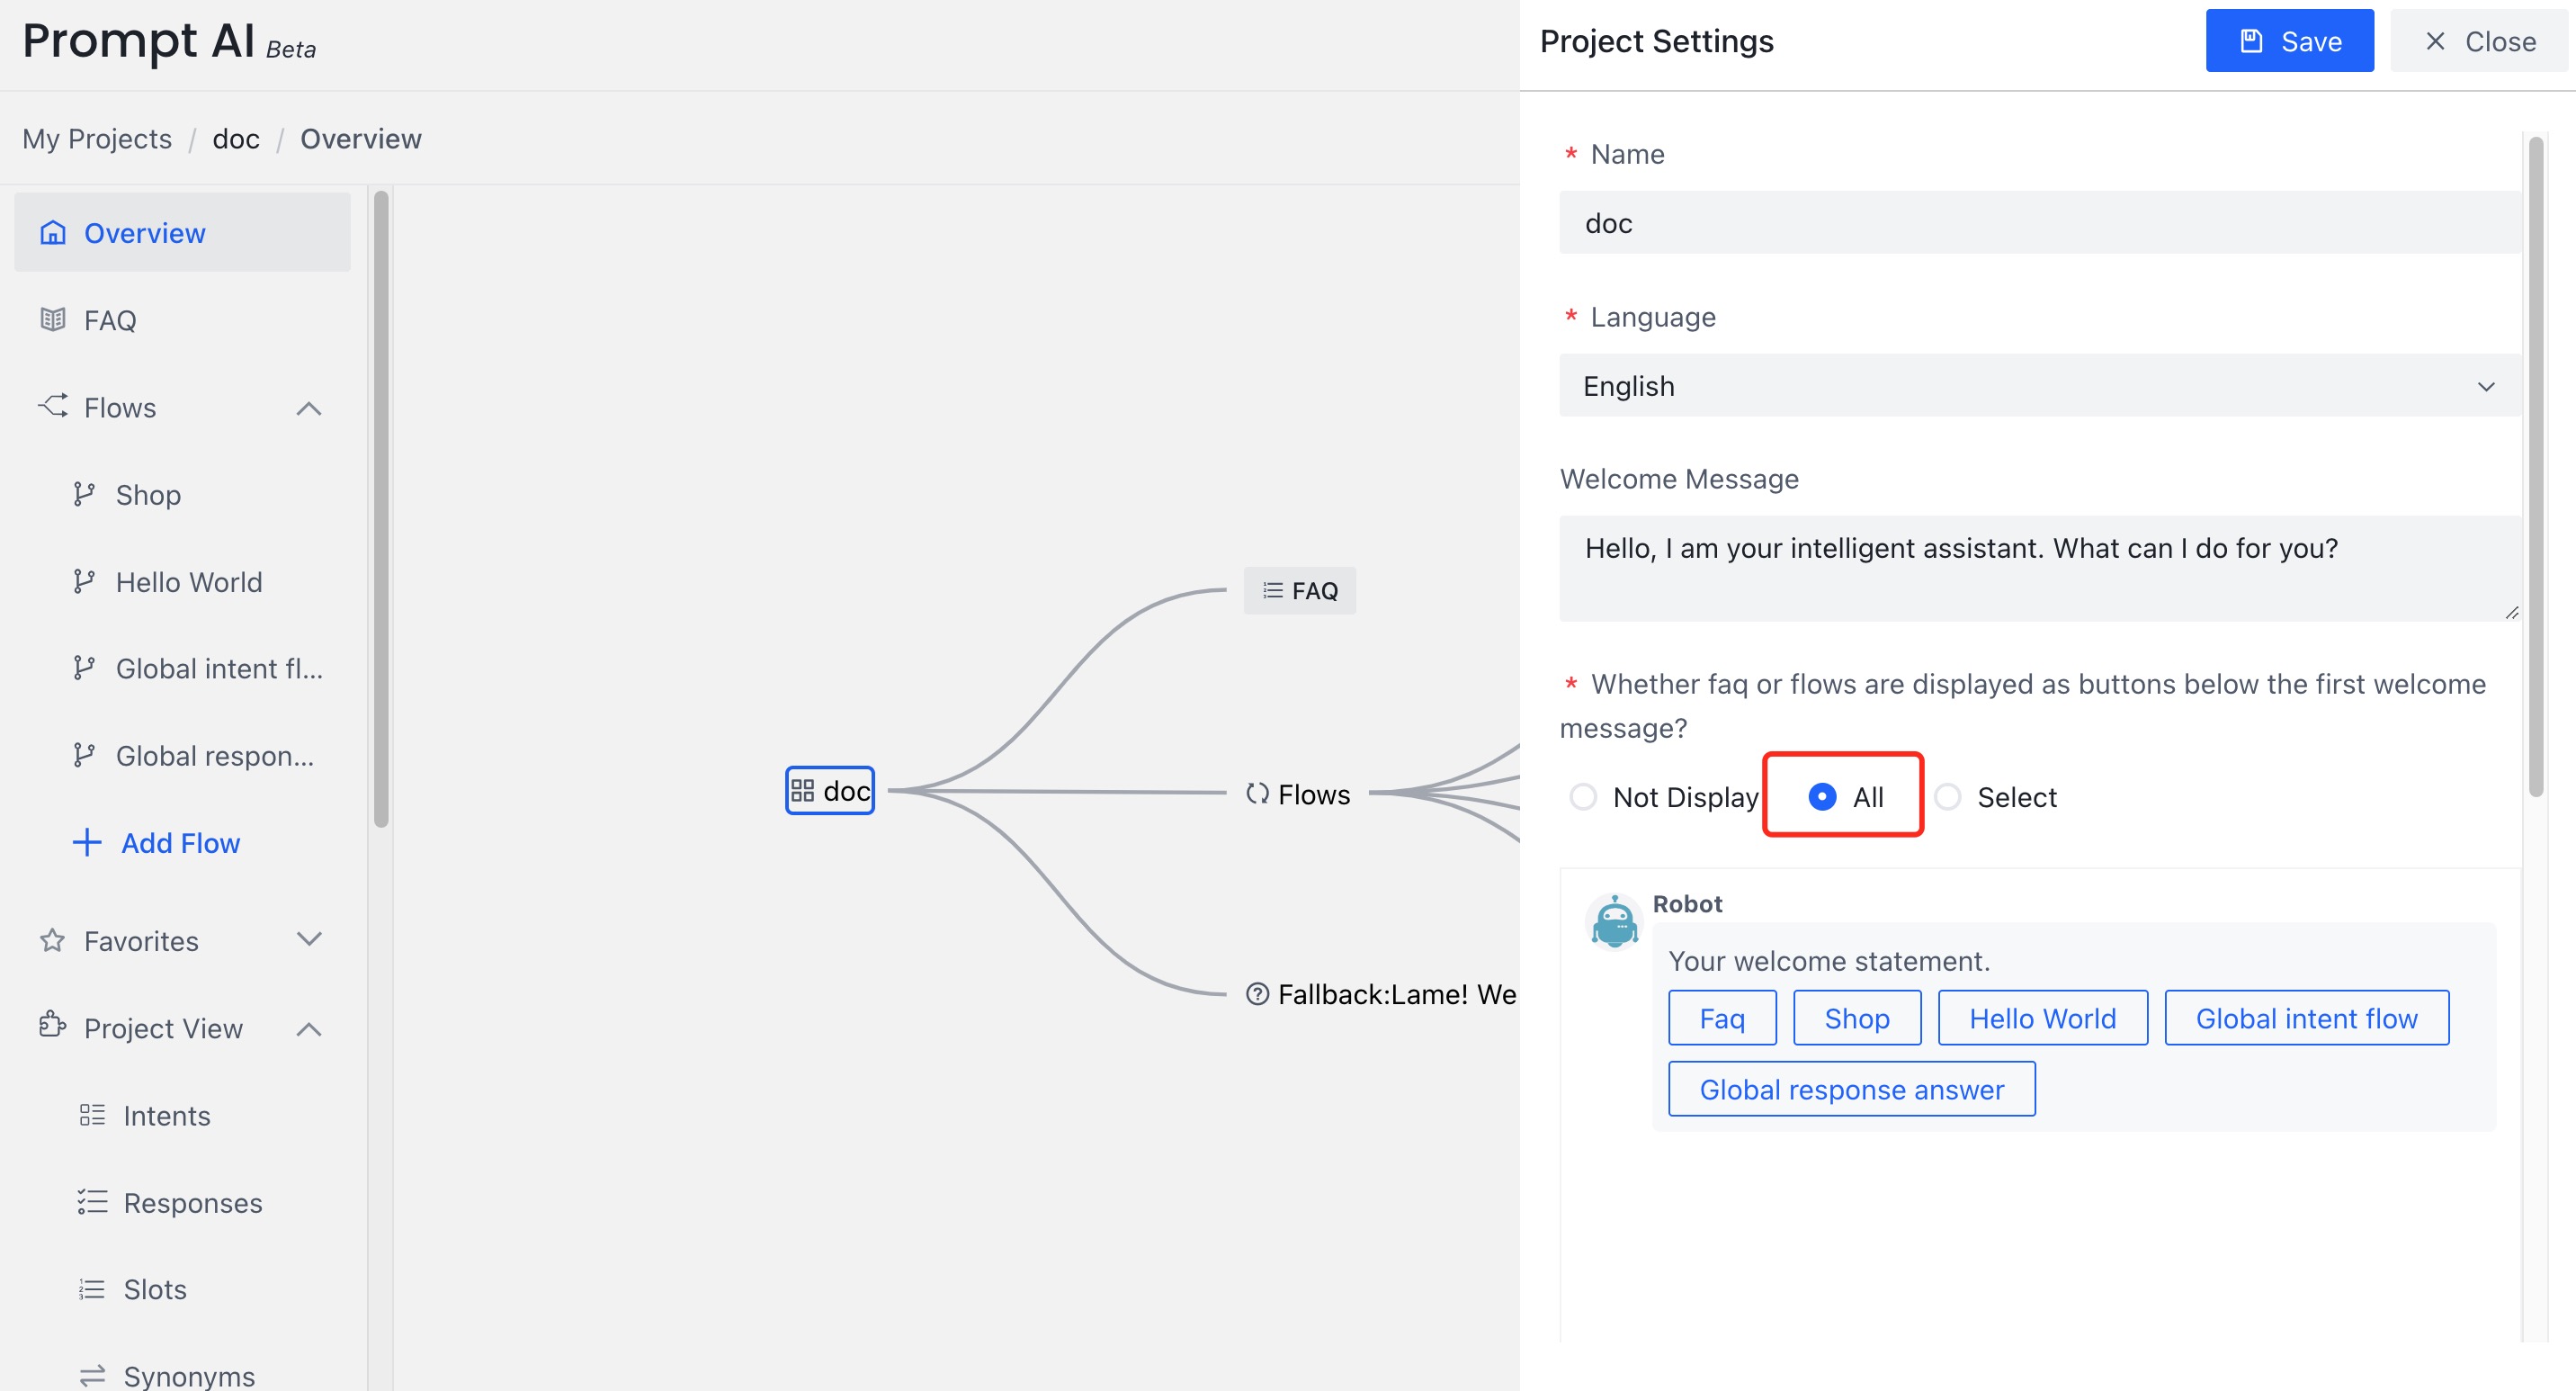 Prompt AI Beta
My Projects / doc / Overview
Overview
FAQ
Flows
Shop
Hello World
Global intent fl...
Global respon...
Add Flow
Favorites
Project View
Intents
Responses
Slots
Synonyms
doc
FAQ
Flows
Fallback:Lame! We
Project Settings
Save
Close
* Name
doc
* Language
English
Welcome Message
Hello, I am your intelligent assistant. What can I do for you?
* Whether faq or flows are displayed as buttons below the first welcome
message?
Not Display All Select
Robot
Your welcome statement.
Faq Shop Hello World Global intent flow
Global response answer